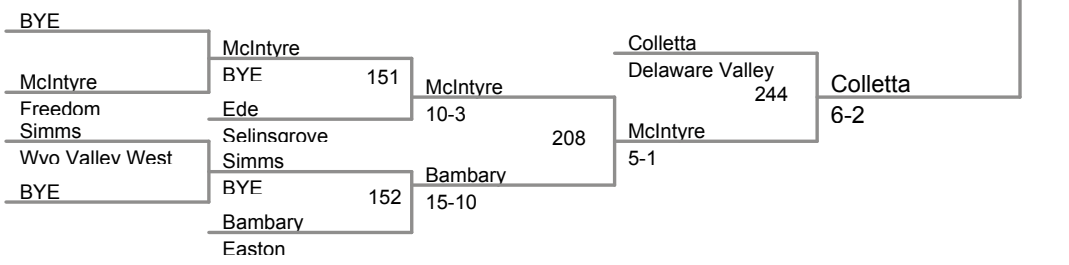 BYE
McIntyre
Freedom
Simms
Wyo Valley West
BYE
McIntyre
BYE
151
Ede
Selinsgrove
Simms
BYE
152
Bambary
Easton
McIntyre
10-3
208
Bambary
15-10
Colletta
Delaware Valley
244
McIntyre
5-1
Colletta
6-2